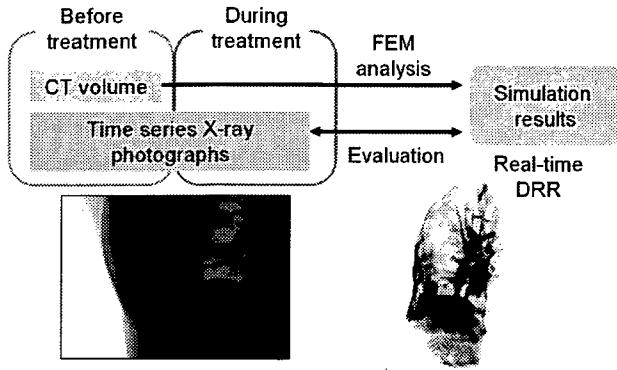 Before
treatment
During
treatment
CT volume
FEM
analysis
Simulation
results
Time series X-ray
photographs
Evaluation
Real-time
DRR